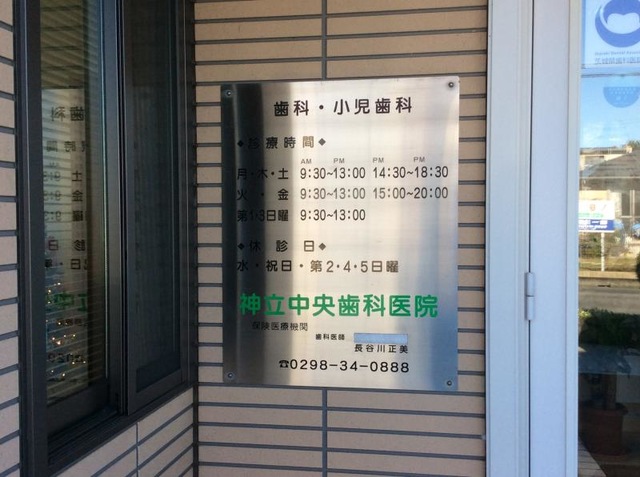 歯科・小児歯科
◆診療時間◆
AM PM PM PM
月・木・土 9:30~13:00 14:30~18:30
火・金 9:30~13:00 15:00~20:00
第1・3日曜 9:30~13:00
◆休診日◆
水・祝日・第2・4・5日曜
神立中央歯科医院
保険医療機関
歯科医師
長谷川正美
☎0298-34-0888